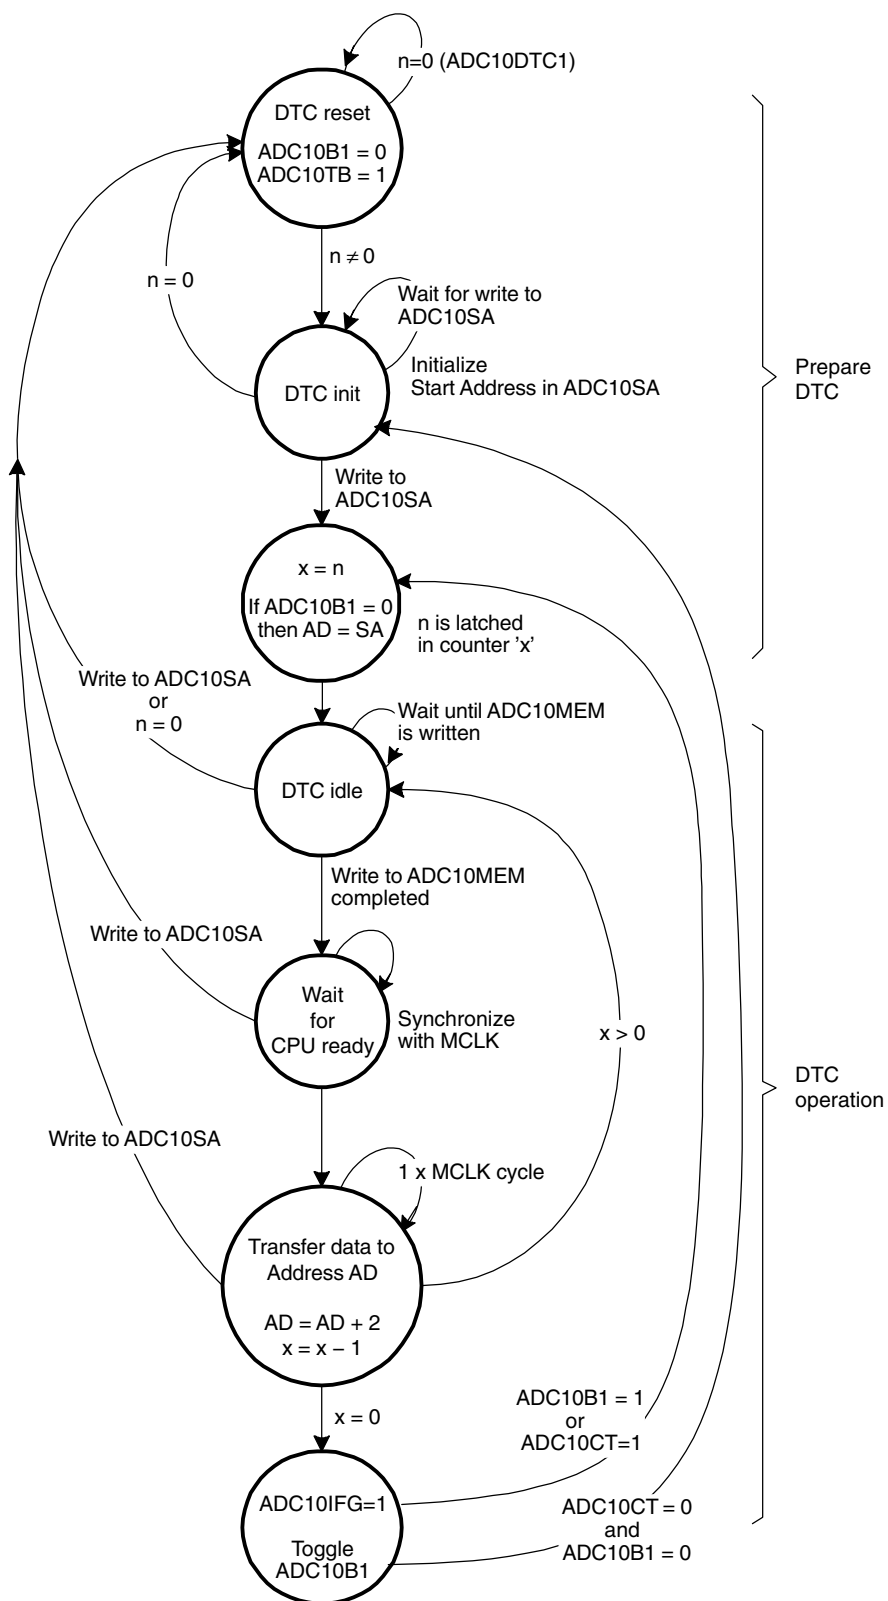 n=0 (ADC10DTC1)
DTC reset
ADC10B1 = 0
ADC10TB = 1
n ≠ 0
n = 0
Wait for write to
ADC10SA
DTC init
Initialize
Start Address in ADC10SA
Prepare
DTC
Write to
ADC10SA
x = n
If ADC10B1 = 0
then AD = SA
n is latched
in counter ’x’
Write to ADC10SA
or
n = 0
Wait until ADC10MEM
is written
DTC idle
Write to ADC10MEM
completed
Write to ADC10SA
Wait
for
CPU ready
Synchronize
with MCLK
x > 0
DTC
operation
Write to ADC10SA
1 x MCLK cycle
Transfer data to
Address AD
AD = AD + 2
x = x − 1
x = 0
ADC10B1 = 1
or
ADC10CT=1
ADC10IFG=1
Toggle
ADC10B1
ADC10CT = 0
and
ADC10B1 = 0